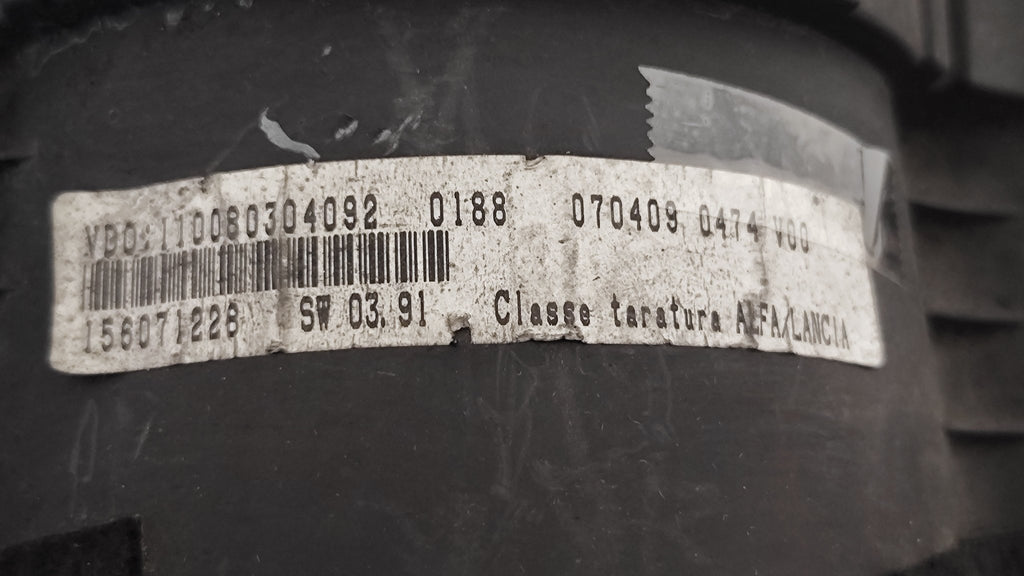 VDO: 110080304092 0188 070409 0474 V00
156071228 SW 03.91 Classe taratura ALFA/LANCIA